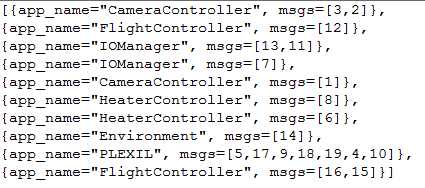 [{app_name="CameraController", msgs=[3,2]},
{app_name="FlightController", msgs=[12]},
{app_name="IOManager", msgs=[13,11]},
{app_name="IOManager", msgs=[7]},
{app_name="CameraController", msgs=[1]},
{app_name="HeaterController", msgs=[8]},
{app_name="HeaterController", msgs=[6]},
{app_name="Environment", msgs=[14]},
{app_name="PLEXIL", msgs=[5,17,9,18,19,4,10]},
{app_name="FlightController", msgs=[16,15]}]